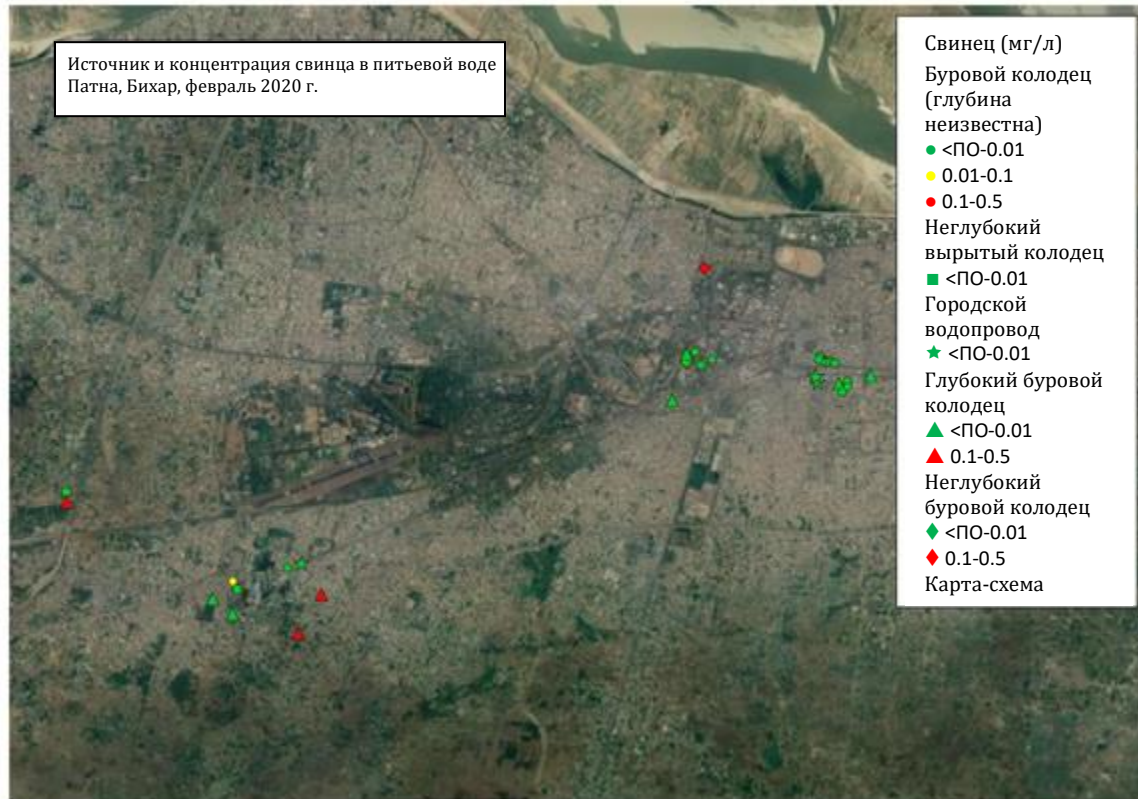 Источник и концентрация свинца в питьевой воде
Патна, Бихар, февраль 2020 г.
Свинец (мг/л)
Буровой колодец
(глубина
неизвестна)
<ПО-0.01
0.01-0.1
0.1-0.5
Неглубокий
вырытый колодец
<ПО-0.01
Городской
водопровод
<ПО-0.01
Глубокий буровой
колодец
<ПО-0.01
0.1-0.5
Неглубокий
буровой колодец
<ПО-0.01
0.1-0.5
Карта-схема